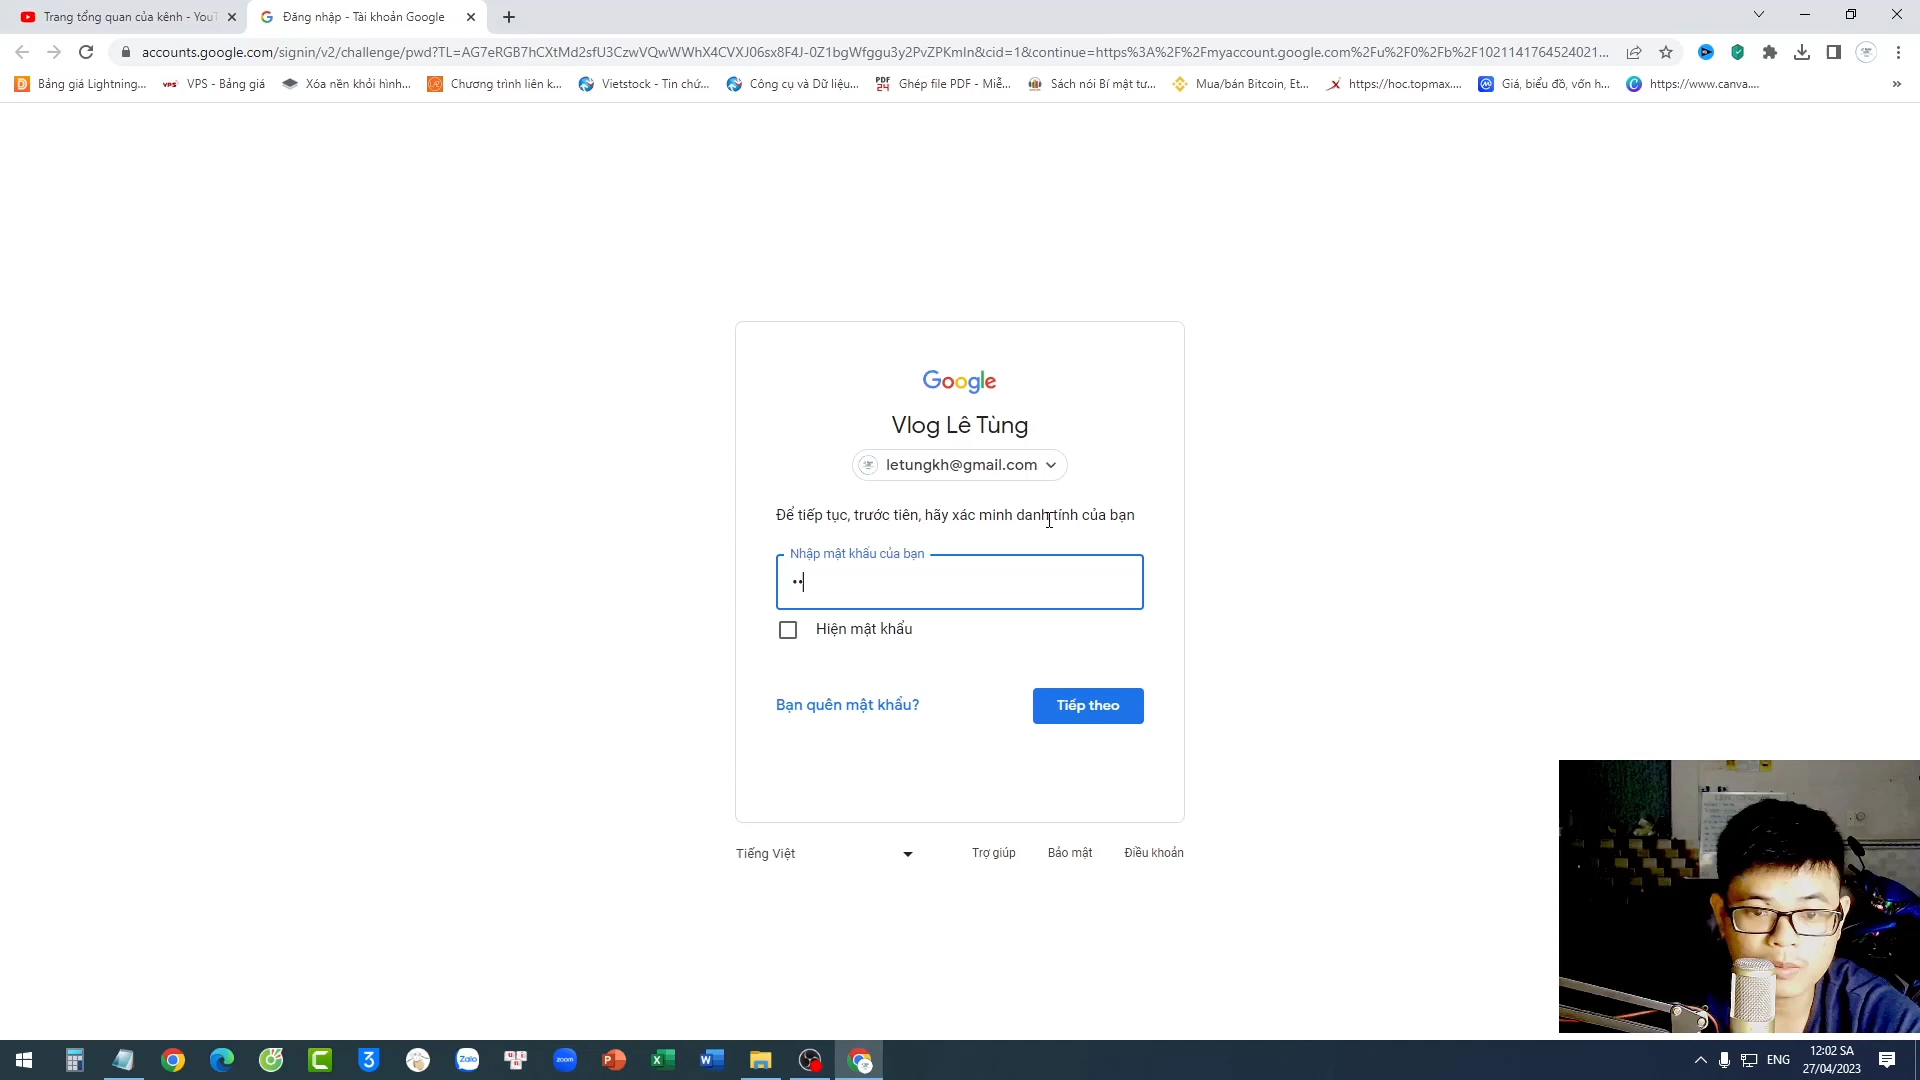 Trang tổng quan của kênh - YouT
Đăng nhập - Tài khoản Google
accounts.google.com/signin/v2/challenge/pwd?TL=AG7eRGB7hCXtMd2sfU3CzwVQwWWhX4CVXJ06sx8F4J-0Z1bgWfggu3y2PvZPKmIn&cid=1&continue=https%3A%2F%2Fmyaccount.google.com%2Fu%2F0%2Fb%2F1021141764524021...
Bảng giá Lightning...
VPS - Bảng giá
Xóa nền khỏi hình...
Chương trình liên k...
Vietstock - Tin chứ...
Công cụ và Dữ liệu...
Ghép file PDF - Miễ...
Sách nói Bí mật tư...
Mua/bán Bitcoin, Et...
https://hoc.topmax....
Giá, biểu đồ, vốn h...
https://www.canva....
Google
Vlog Lê Tùng
letungkh@gmail.com
Để tiếp tục, trước tiên, hãy xác minh danh tính của bạn
Nhập mật khẩu của bạn
Hiện mật khẩu
Bạn quên mật khẩu?
Tiếp theo
Tiếng Việt
Trợ giúp
Bảo mật
Điều khoản
ENG
12:02 SA
27/04/2023